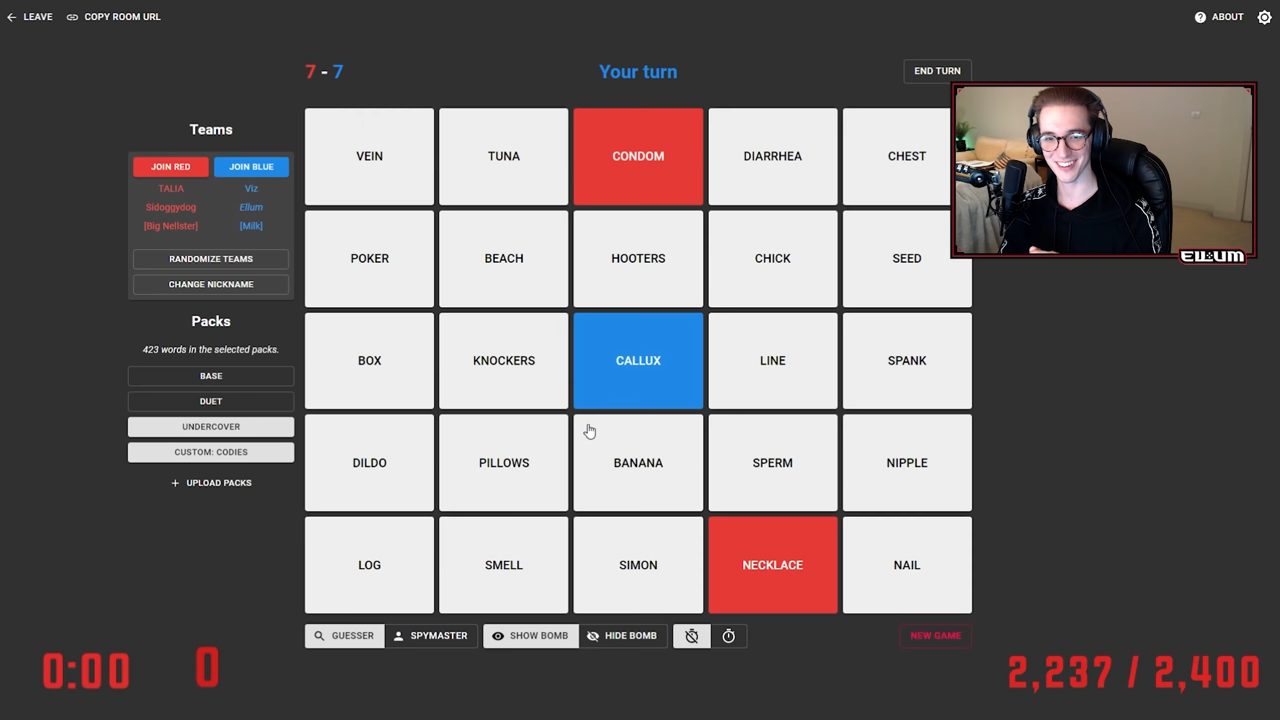 LEAVE
COPY ROOM URL
ABOUT
7 - 7
Your turn
END TURN
Teams
JOIN RED
JOIN BLUE
TALIA
Viz
Sidoggydog
Ellum
[Big Nellster]
[Milk]
RANDOMIZE TEAMS
CHANGE NICKNAME
Packs
423 words in the selected packs.
BASE
DUET
UNDERCOVER
CUSTOM: CODIES
+ UPLOAD PACKS
VEIN
TUNA
CONDOM
DIARRHEA
CHEST
POKER
BEACH
HOOTERS
CHICK
SEED
BOX
KNOCKERS
CALLUX
LINE
SPANK
DILDO
PILLOWS
BANANA
SPERM
NIPPLE
LOG
SMELL
SIMON
NECKLACE
NAIL
ELLUM
GUESSER
SPYMASTER
SHOW BOMB
HIDE BOMB
NEW GAME
0:00
0
2,237 / 2,400